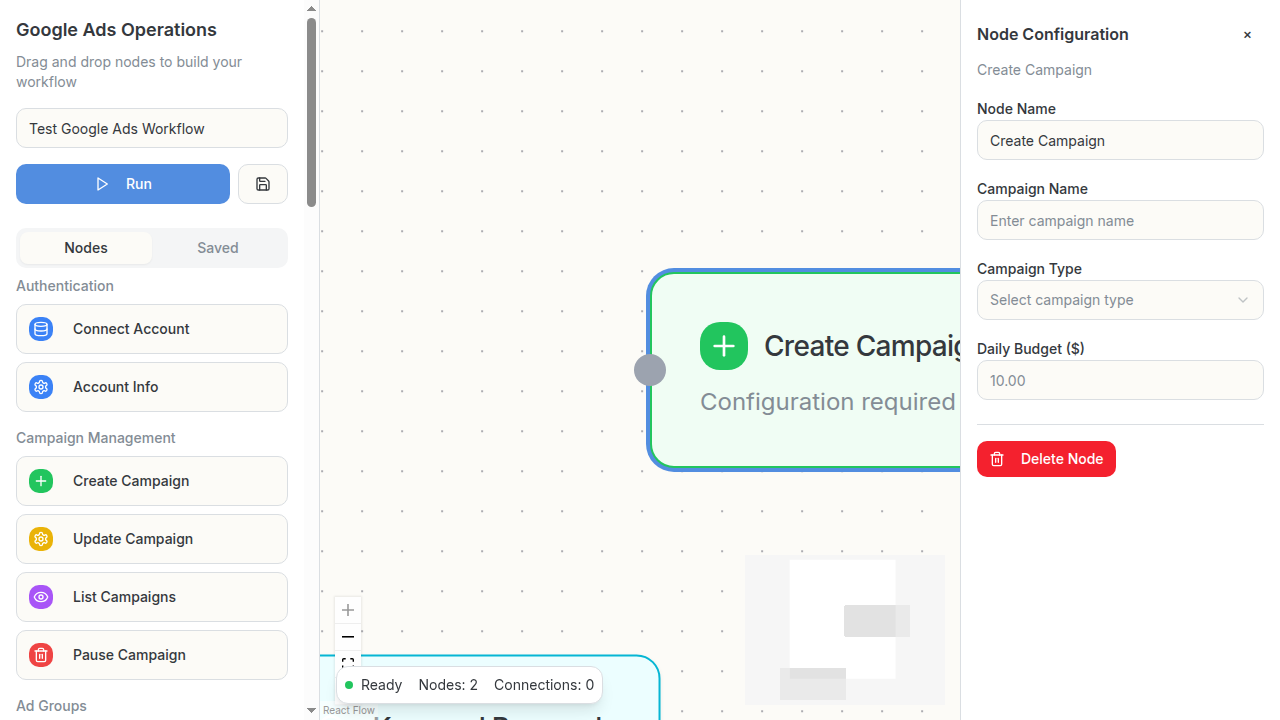 Google Ads Operations
Drag and drop nodes to build your
workflow
Test Google Ads Workflow
Run
Nodes
Saved
Authentication
Connect Account
Account Info
Campaign Management
Create Campaign
Update Campaign
List Campaigns
Pause Campaign
Ad Groups
Create Campaig
Configuration required
Ready
Nodes: 2
Connections: 0
React Flow
Node Configuration
×
Create Campaign
Node Name
Create Campaign
Campaign Name
Enter campaign name
Campaign Type
Select campaign type
Daily Budget ($)
10.00
Delete Node